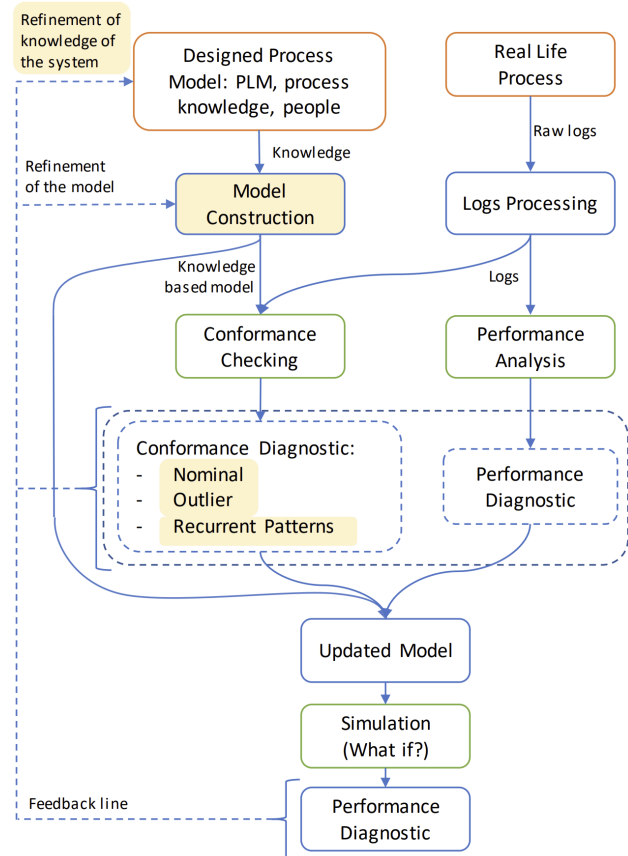 Refinement of
knowledge of
the system
Designed Process
Model: PLM, process
knowledge, people
Real Life
Process
Knowledge
Raw logs
Refinement
of the model
Model
Construction
Logs Processing
Knowledge
based model
Logs
Conformance
Checking
Performance
Analysis
Conformance Diagnostic:
- Nominal
- Outlier
- Recurrent Patterns
Performance
Diagnostic
Updated Model
Simulation
(What if?)
Feedback line
Performance
Diagnostic